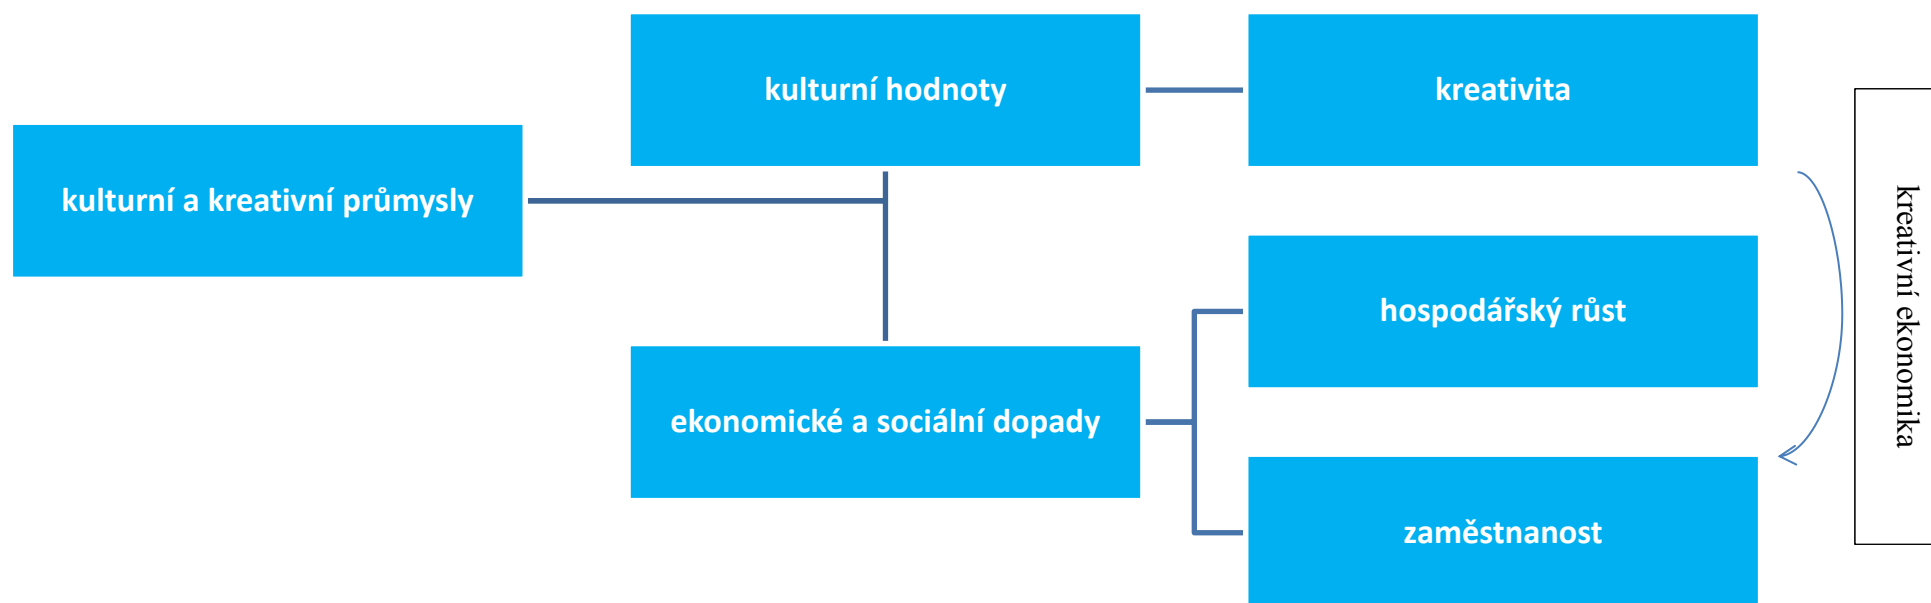 kulturní hodnoty
kreativita
kulturní a kreativní průmysly
hospodářský růst
ekonomické a sociální dopady
zaměstnanost
kreativní ekonomika